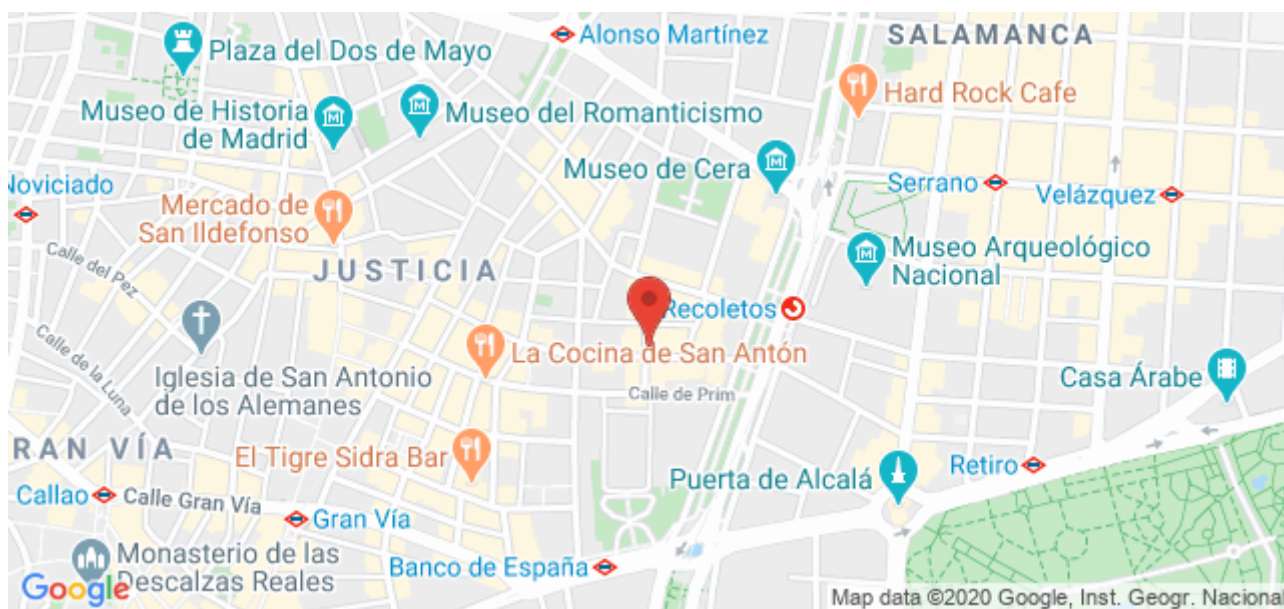 Alonso Martínez
SALAMANCA
Plaza del Dos de Mayo
Hard Rock Cafe
Museo de Historia
de Madrid
Museo del Romanticismo
Museo de Cera
Noviciado
Serrano
Velázquez
Mercado de
San Ildefonso
Calle del Pez
JUSTICIA
Museo Arqueológico
Nacional
Recoletos
Calle de la Luna
La Cocina de San Antón
Iglesia de San Antonio
de los Alemanes
Calle de Prim
Casa Árabe
RAN VÍA
El Tigre Sidra Bar
Puerta de Alcalá
Retiro
Callao
Calle Gran Vía
Gran Vía
Monasterio de las
Descalzas Reales
Banco de España
Google
Map data ©2020 Google, Inst. Geogr. Naciona